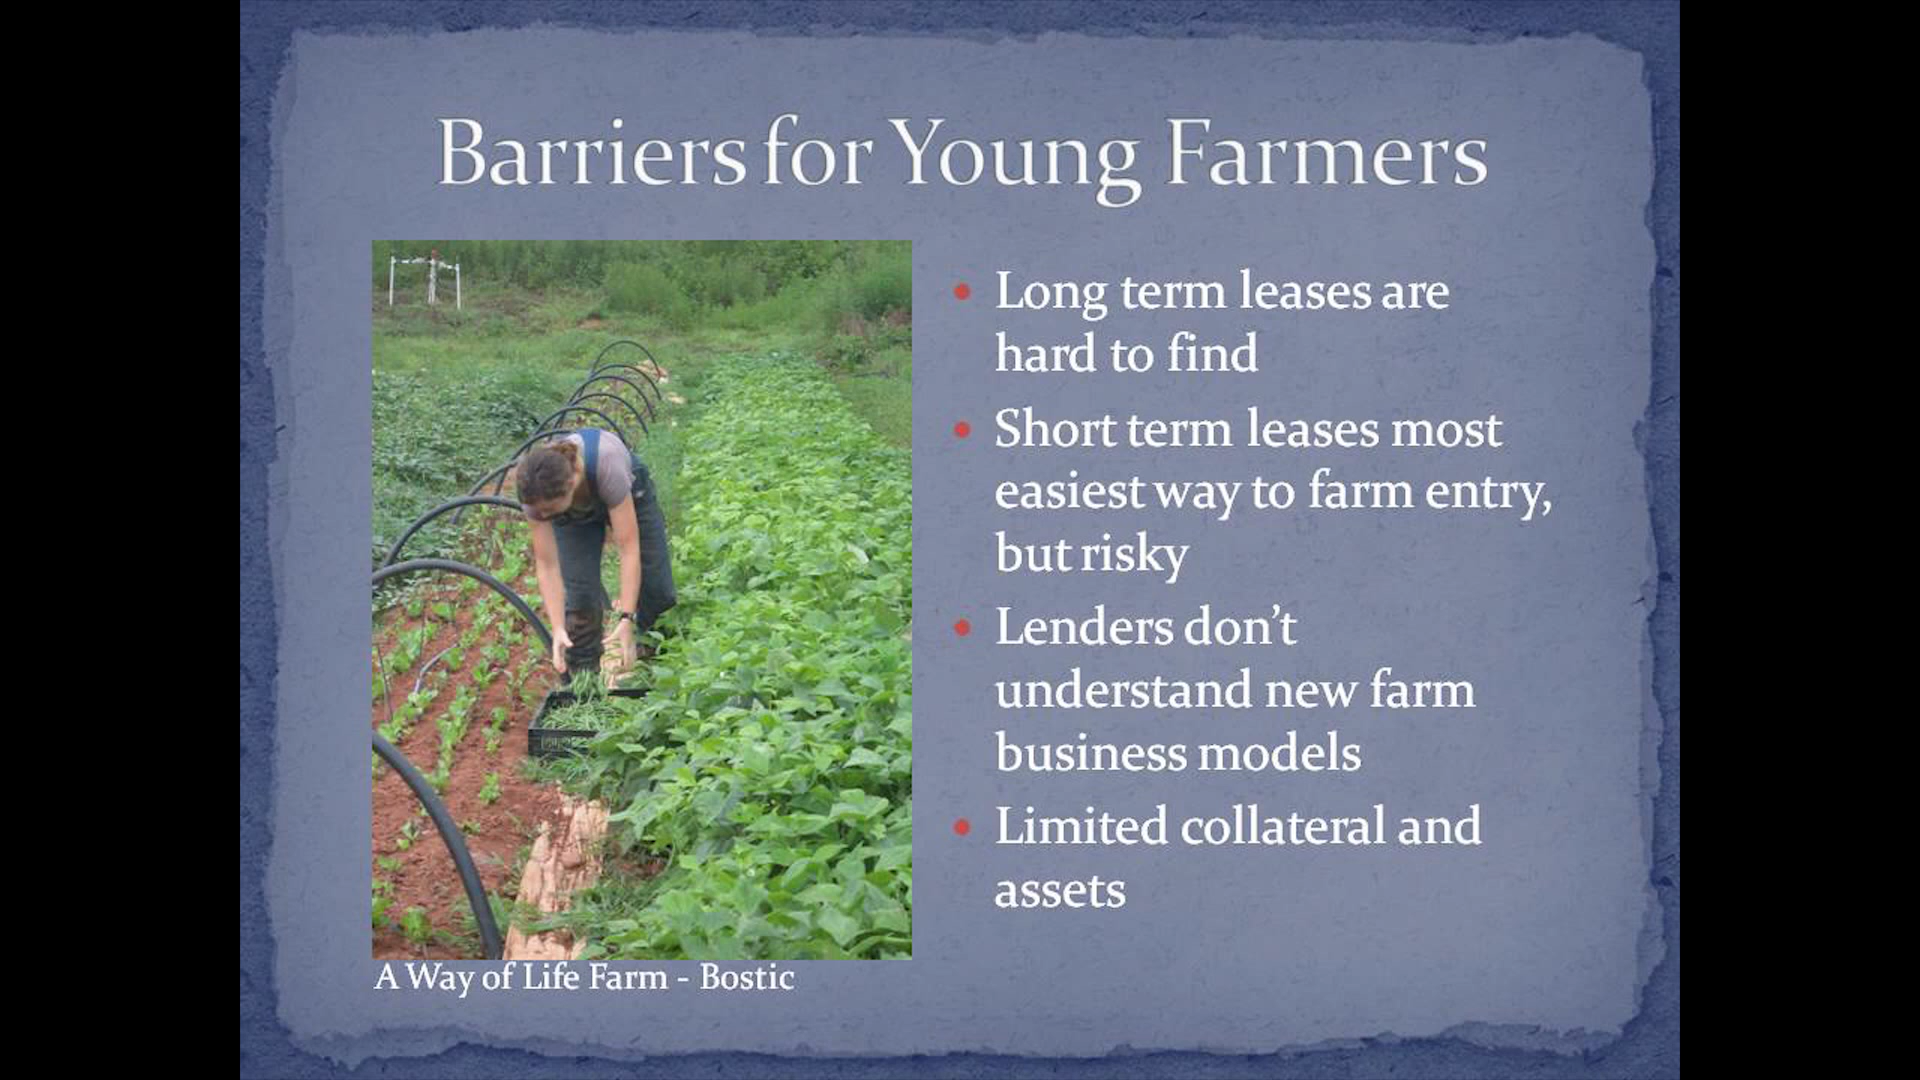 Barriers for Young Farmers
Long term leases are
hard to find
Short term leases most
easiest way to farm entry,
but risky
Lenders don’t
understand new farm
business models
Limited collateral and
assets
A Way of Life Farm - Bostic